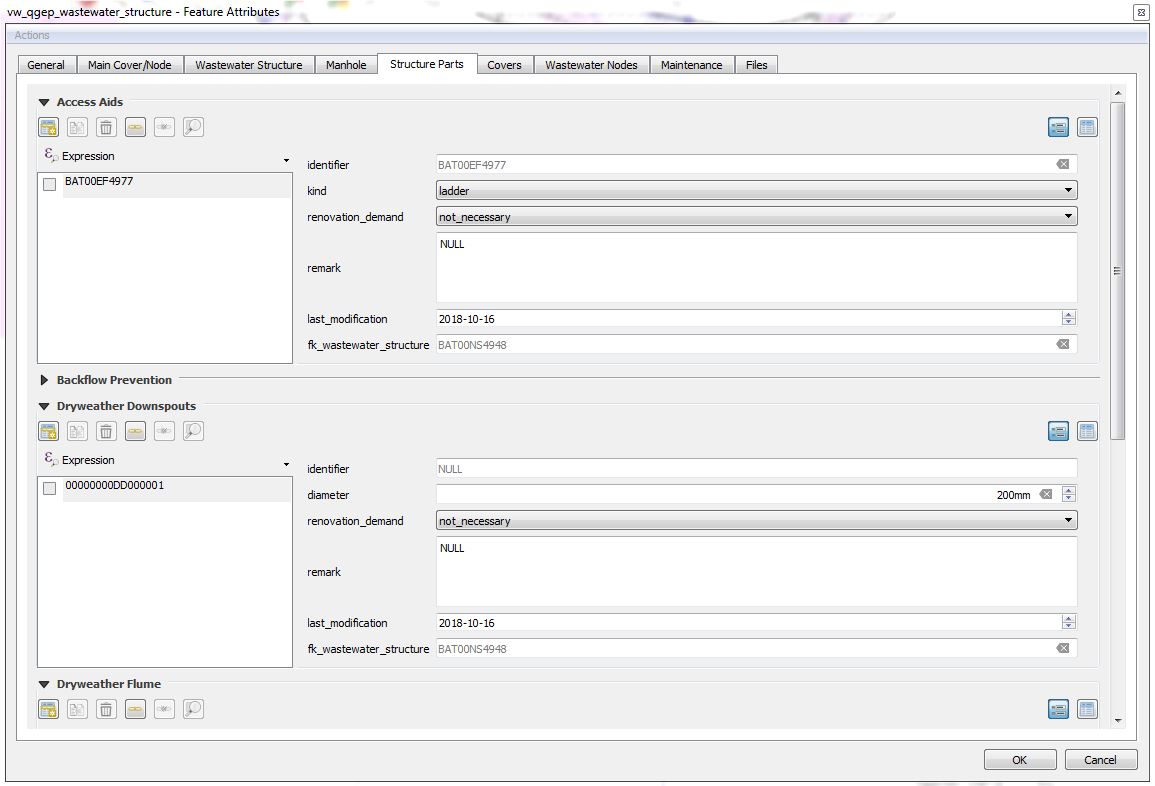 vw_qgep_wastewater_structure - Feature Attributes
Actions
General Main Cover/Node Wastewater Structure Manhole Structure Parts Covers Wastewater Nodes Maintenance Files
Access Aids
Expression
BAT00EF4977
identifier BAT00EF4977
kind ladder
renovation_demand not_necessary
remark NULL
last_modification 2018-10-16
fk_wastewater_structure BAT00NS4948
Backflow Prevention
Dryweather Downspouts
Expression
00000000DD000001
identifier NULL
diameter 200mm
renovation_demand not_necessary
remark NULL
last_modification 2018-10-16
fk_wastewater_structure BAT00NS4948
Dryweather Flume
OK Cancel